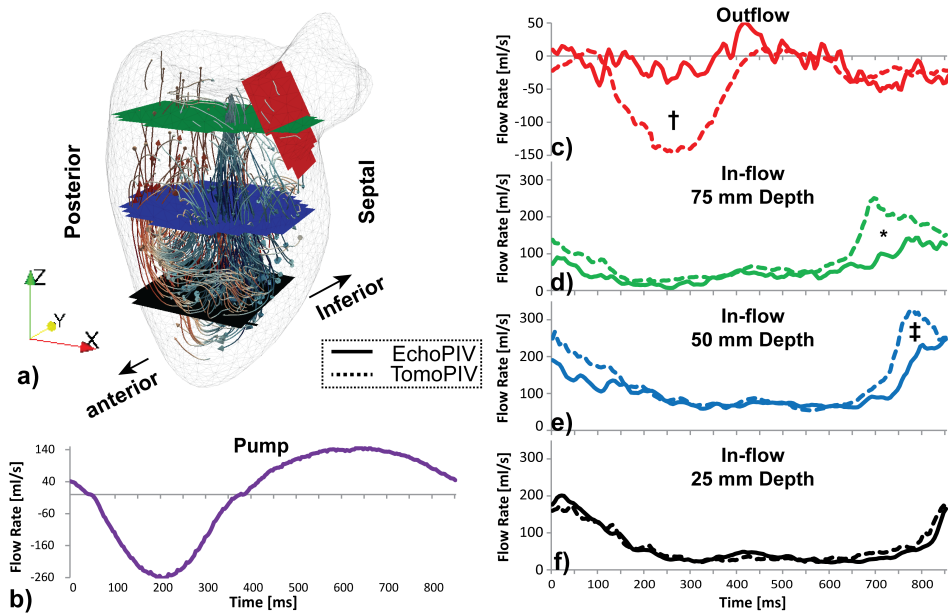 Posterior
Septal
Inferior
anterior
Z
Y
X
a)
EchoPIV
TomoPIV
Pump
Flow Rate [ml/s]
140
40
-60
-160
-260
0 100 200 300 400 500 600 700 800
Time [ms]
b)
Outflow
Flow Rate [ml/s]
50
0
-50
-100
-150
†
c)
In-flow
75 mm Depth
Flow Rate [ml/s]
300
200
100
0
*
d)
In-flow
50 mm Depth
Flow Rate [ml/s]
300
200
100
0
‡
e)
In-flow
25 mm Depth
Flow Rate [ml/s]
300
200
100
0
f)
0 100 200 300 400 500 600 700 800
Time [ms]